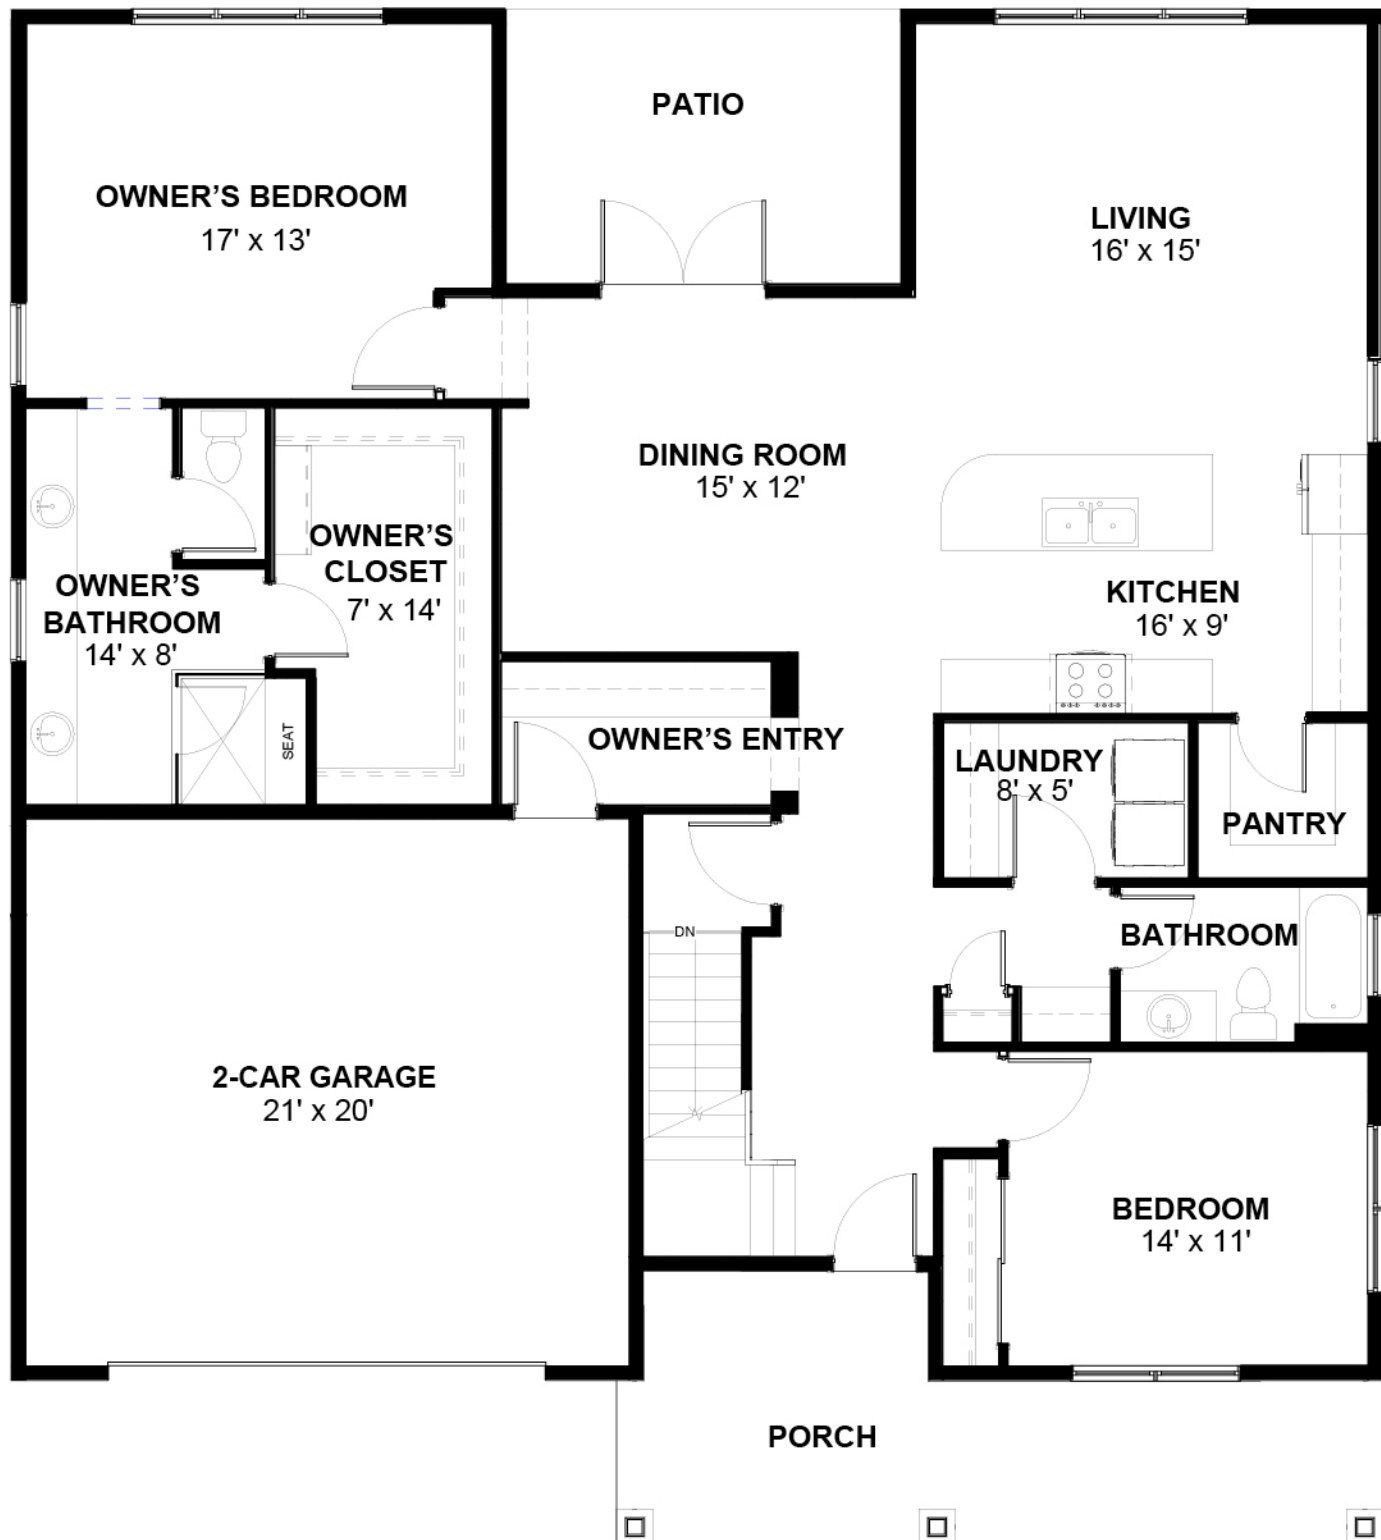 PATIO
OWNER’S BEDROOM
17' x 13'
LIVING
16' x 15'
DINING ROOM
15' x 12'
OWNER’S
CLOSET
7' x 14'
OWNER’S
BATHROOM
14' x 8'
KITCHEN
16' x 9'
SEAT
OWNER’S ENTRY
LAUNDRY
8' x 5'
PANTRY
DN
BATHROOM
2-CAR GARAGE
21' x 20'
BEDROOM
14' x 11'
PORCH